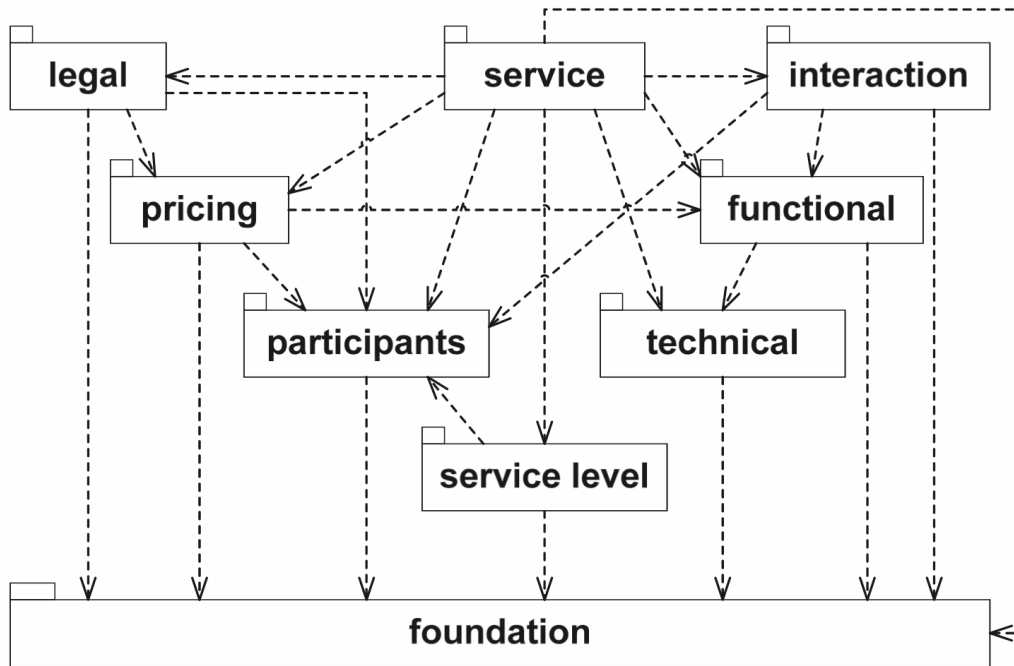 legal
service
interaction
pricing
functional
participants
technical
service level
foundation